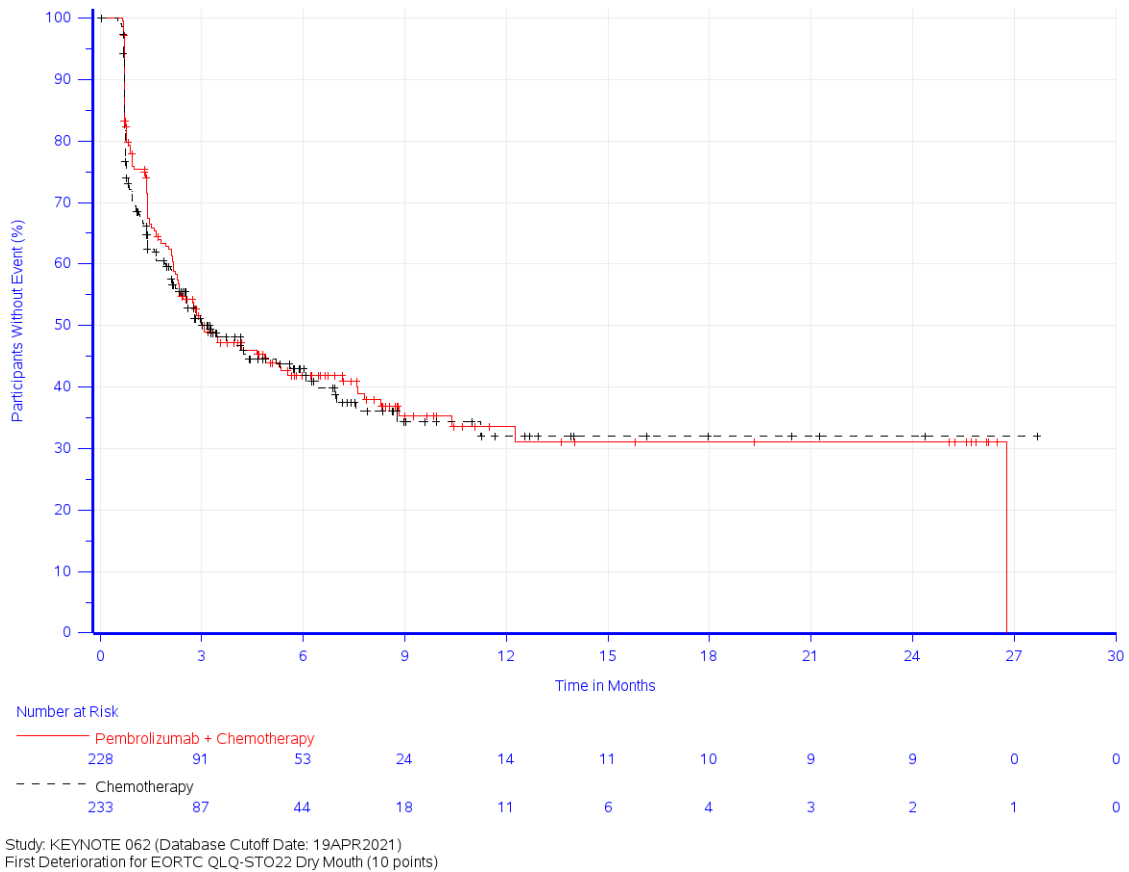 100
90
80
70
60
50
40
30
20
10
0
Participants Without Event (%)
0 3 6 9 12 15 18 21 24 27 30
Time in Months
Number at Risk
Pembrolizumab + Chemotherapy
228 91 53 24 14 11 10 9 9 0 0
Chemotherapy
233 87 44 18 11 6 4 3 2 1 0
Study: KEYNOTE 062 (Database Cutoff Date: 19APR2021)
First Deterioration for EORTC QLQ-STO22 Dry Mouth (10 points)